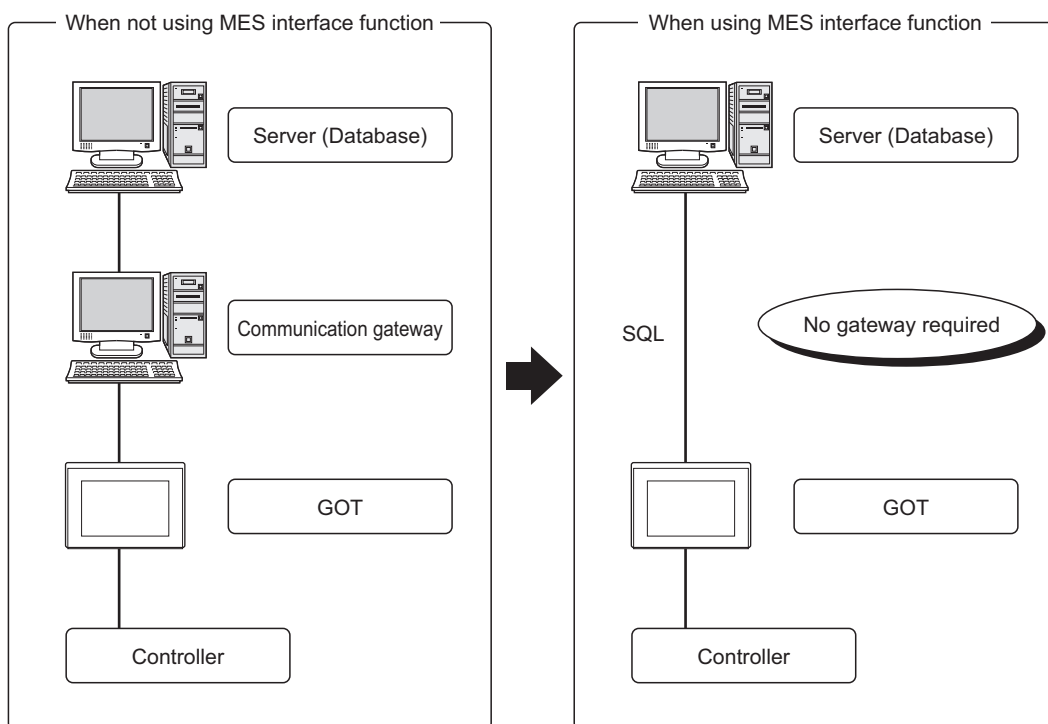 When not using MES interface function
Server (Database)
Communication gateway
GOT
Controller
When using MES interface function
Server (Database)
SQL
No gateway required
GOT
Controller